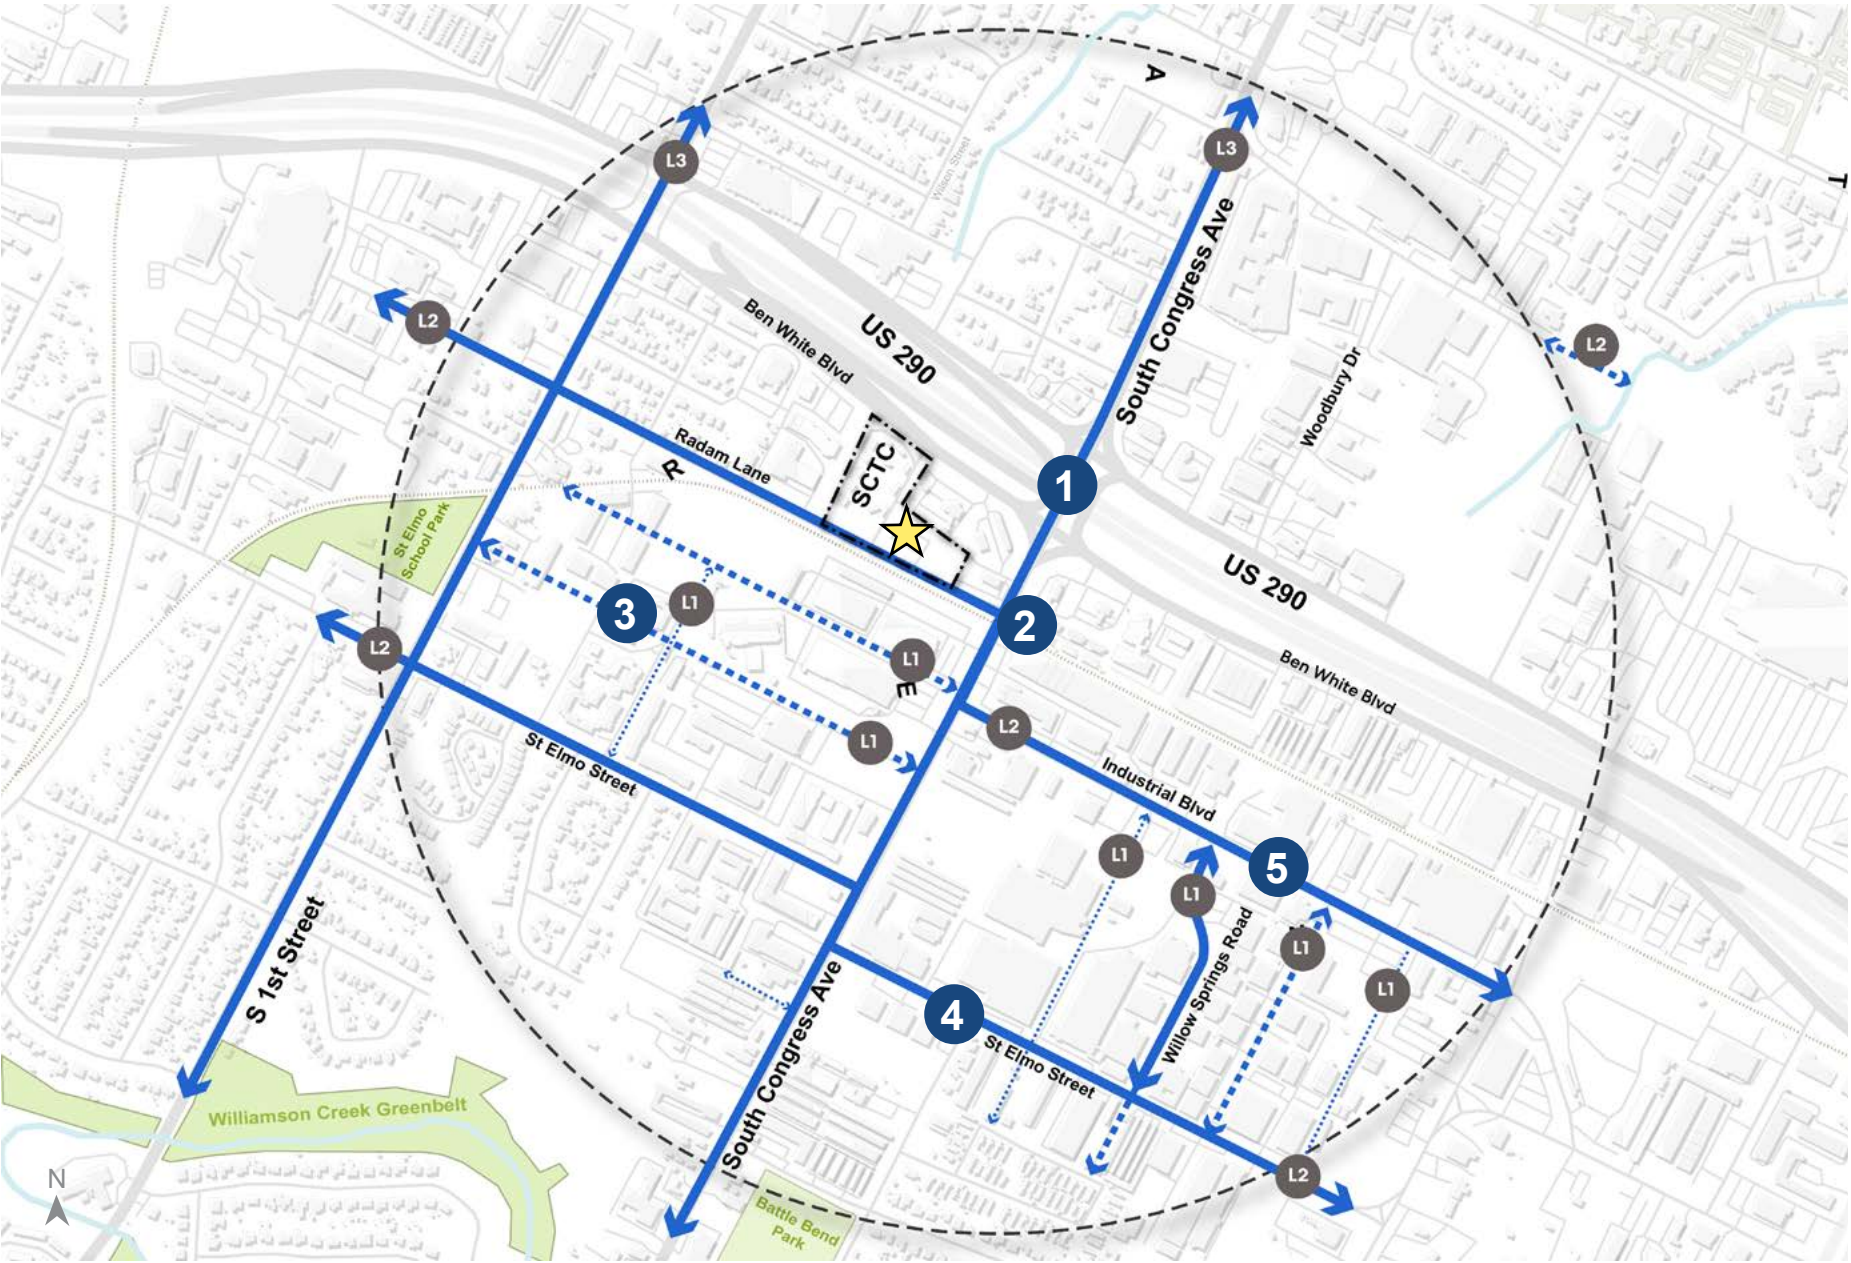 A
L3
L3
Wilson Street
T
South Congress Ave
L2
Ben White Blvd
US 290
L2
Woodbury Dr
Radam Lane
R
SCTC
1
St Elmo
School Park
US 290
3
L1
2
L2
L1
E
Ben White Blvd
L1
L2
St Elmo Street
Industrial Blvd
L1
5
L1
S 1st Street
Willow Springs Road
L1
L1
4
South Congress Ave
St Elmo Street
Williamson Creek Greenbelt
L2
N
Battle Bend
Park